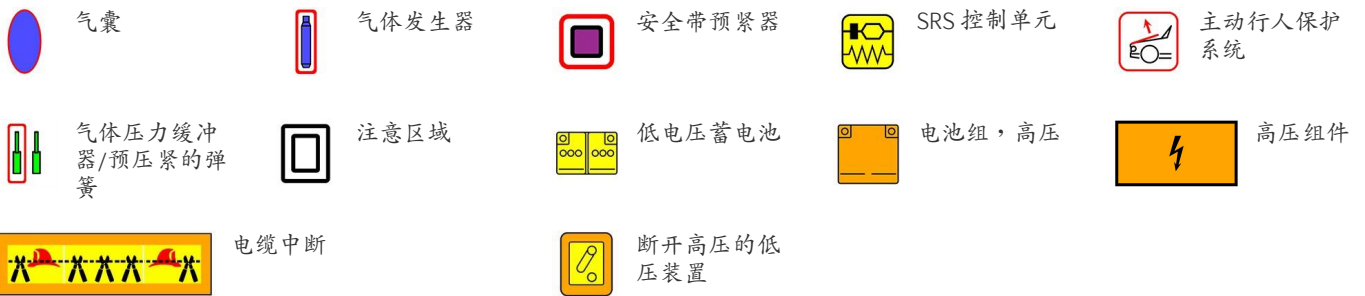 气囊
气体发生器
安全带预紧器
SRS 控制单元
主动行人保护
系统
气体压力缓冲
器/预压紧的弹
簧
注意区域
低电压蓄电池
电池组，高压
高压组件
电缆中断
断开高压的低
压装置